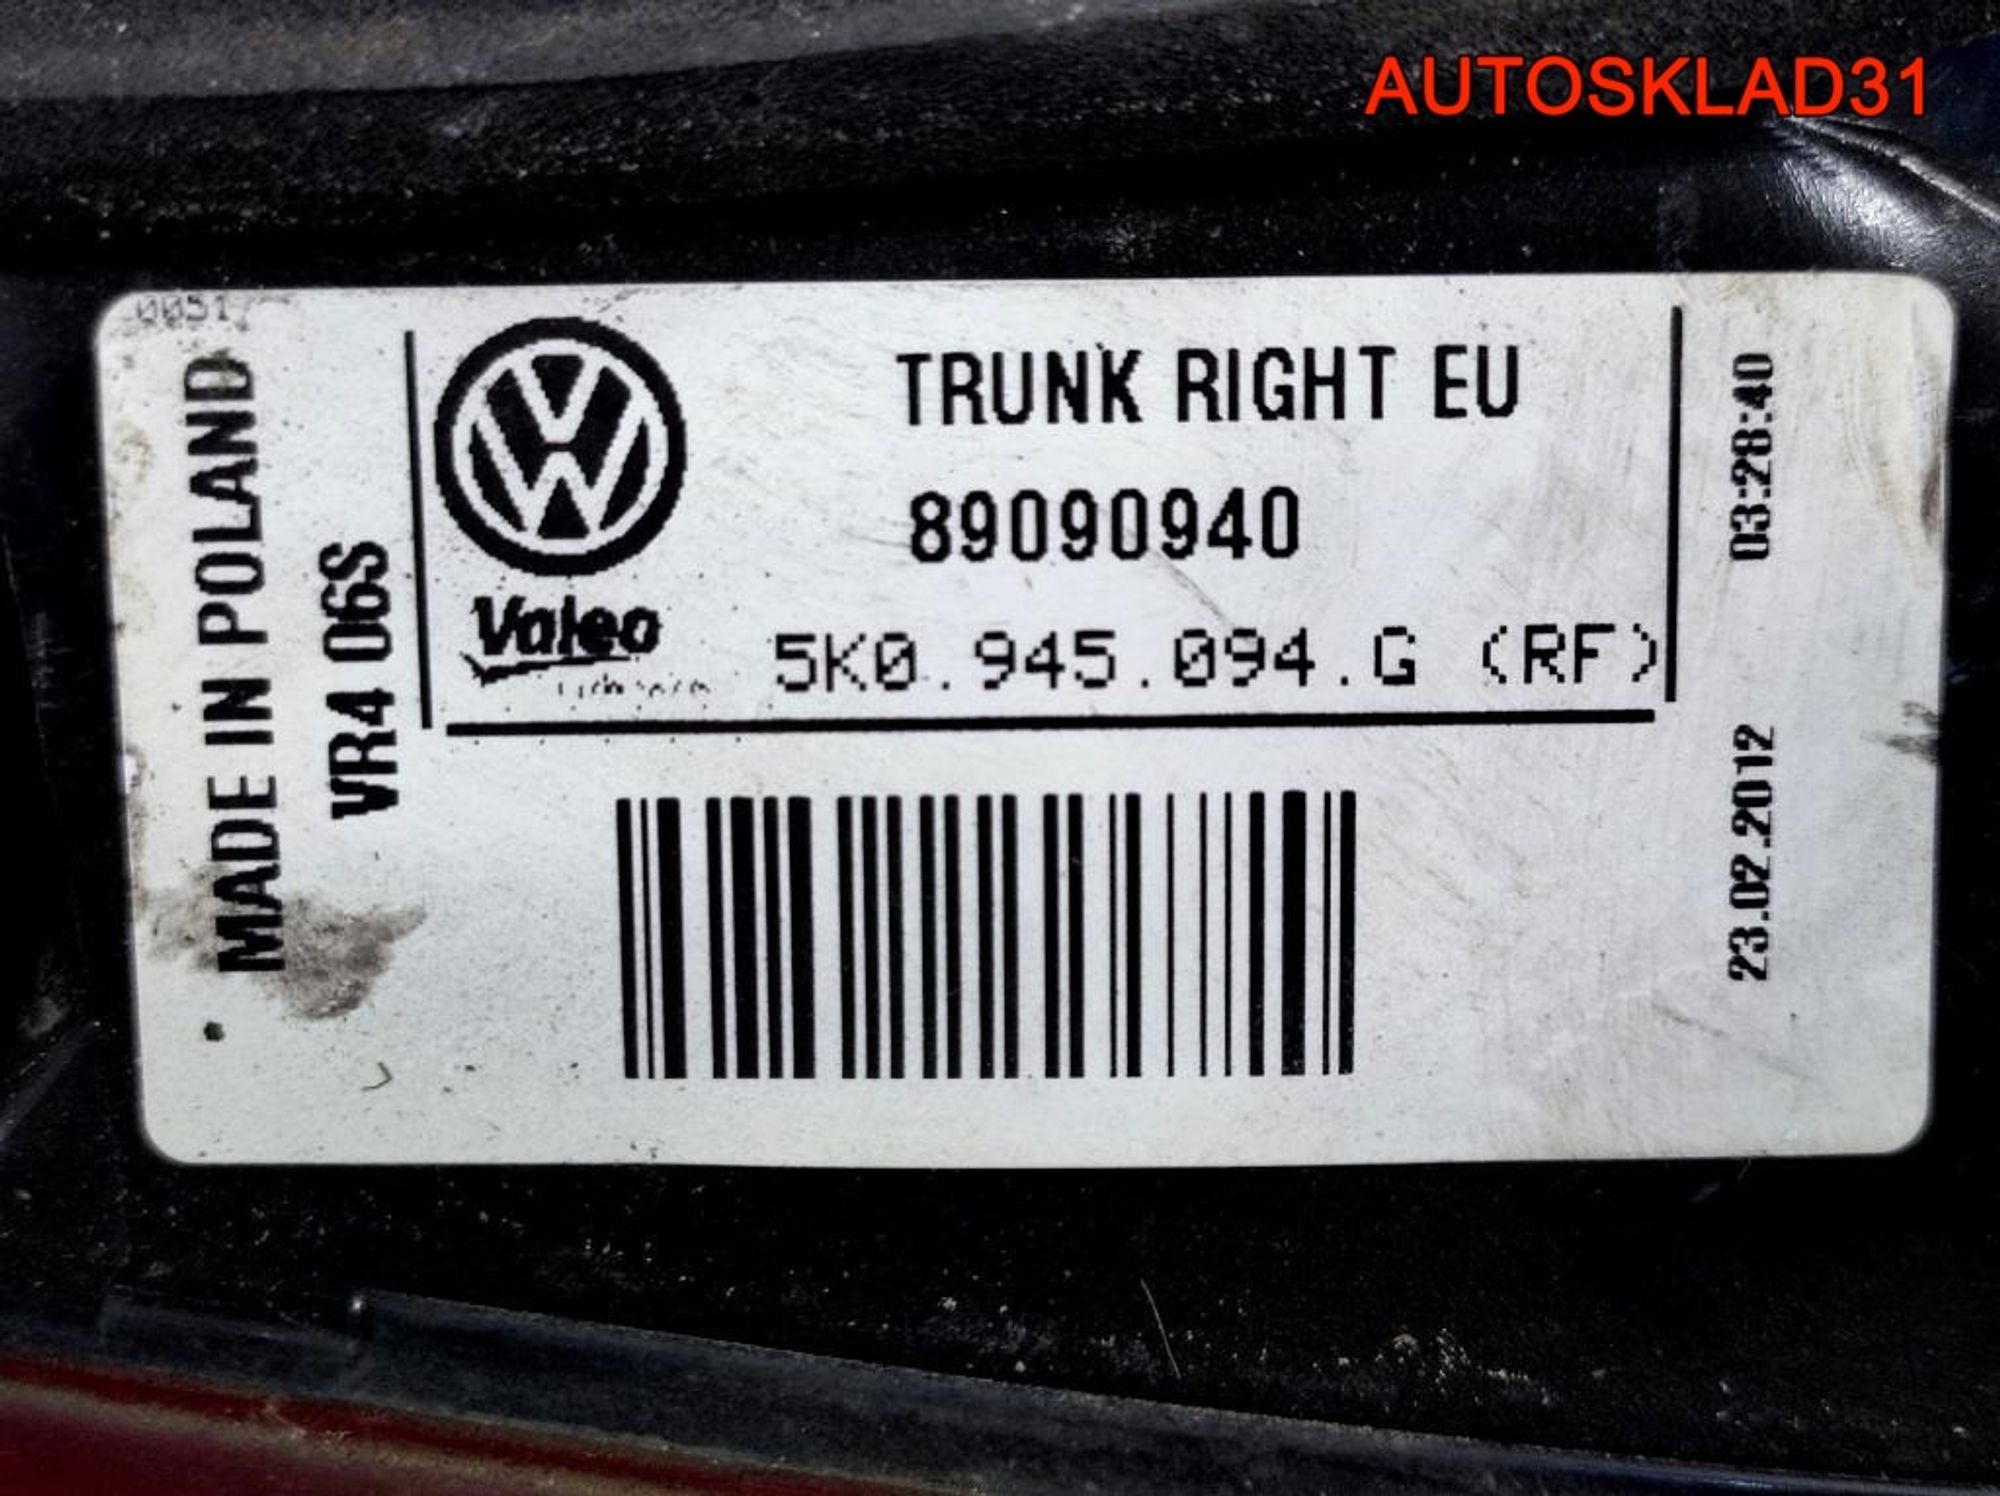 AUTOSKLAD31
MADE IN POLAND
VR4 06S
Valeo
TRUNK RIGHT EU
89090940
5K0.945.094.G (RF)
03:28:40
23.02.2012